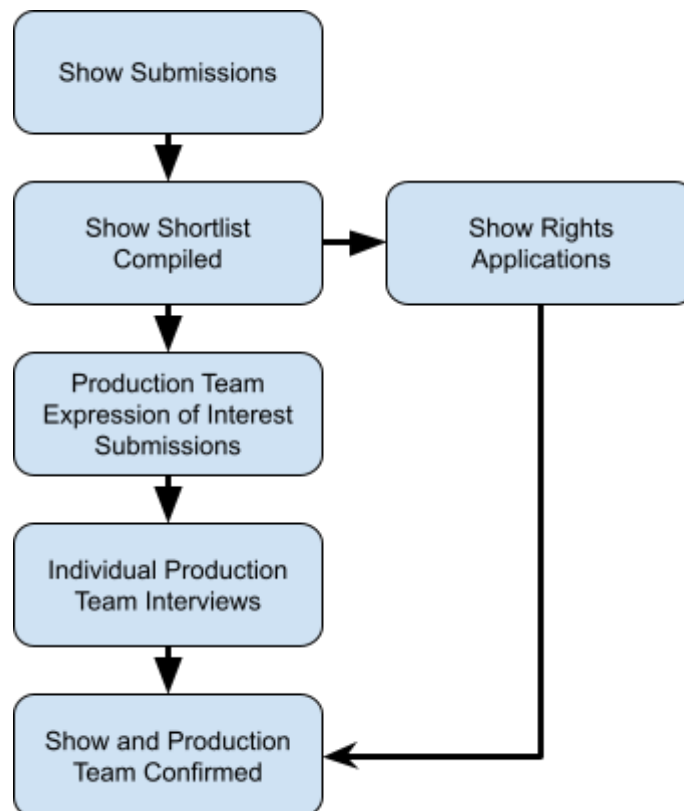 Show Submissions
Show Shortlist
Compiled
Show Rights
Applications
Production Team
Expression of Interest
Submissions
Individual Production
Team Interviews
Show and Production
Team Confirmed